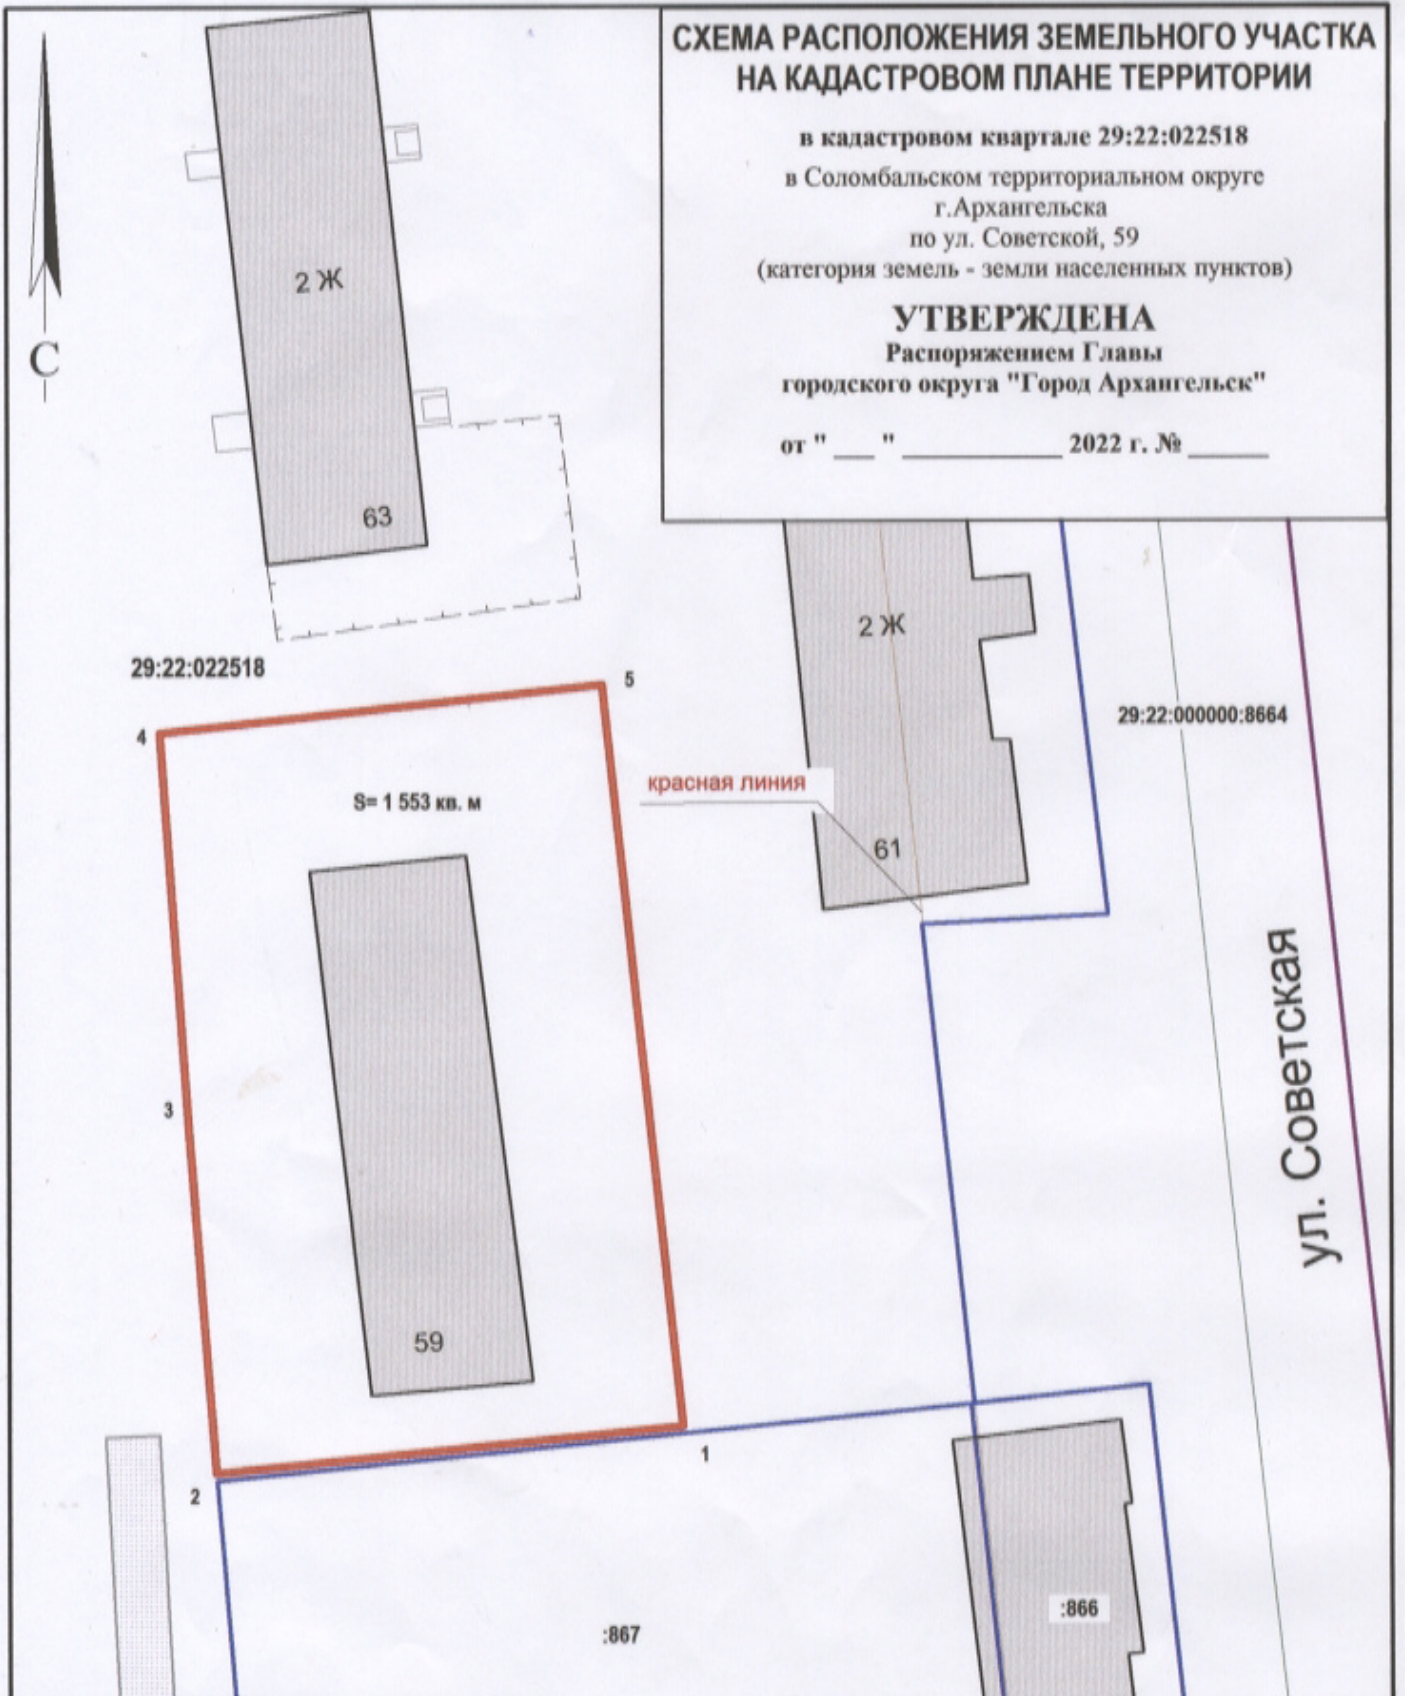 СХЕМА РАСПОЛОЖЕНИЯ ЗЕМЕЛЬНОГО УЧАСТКА
НА КАДАСТРОВОМ ПЛАНЕ ТЕРРИТОРИИ
в кадастровом квартале 29:22:022518
в Соломбальском территориальном округе
г.Архангельска
по ул. Советской, 59
(категория земель - земли населенных пунктов)
УТВЕРЖДЕНА
Распоряжением Главы
городского округа "Город Архангельск"
от " ___ " ____________ 2022 г. № ______
С
2 Ж
63
2 Ж
29:22:022518
5
4
29:22:000000:8664
красная линия
S= 1 553 кв. м
61
3
ул. Советская
59
1
2
:866
:867